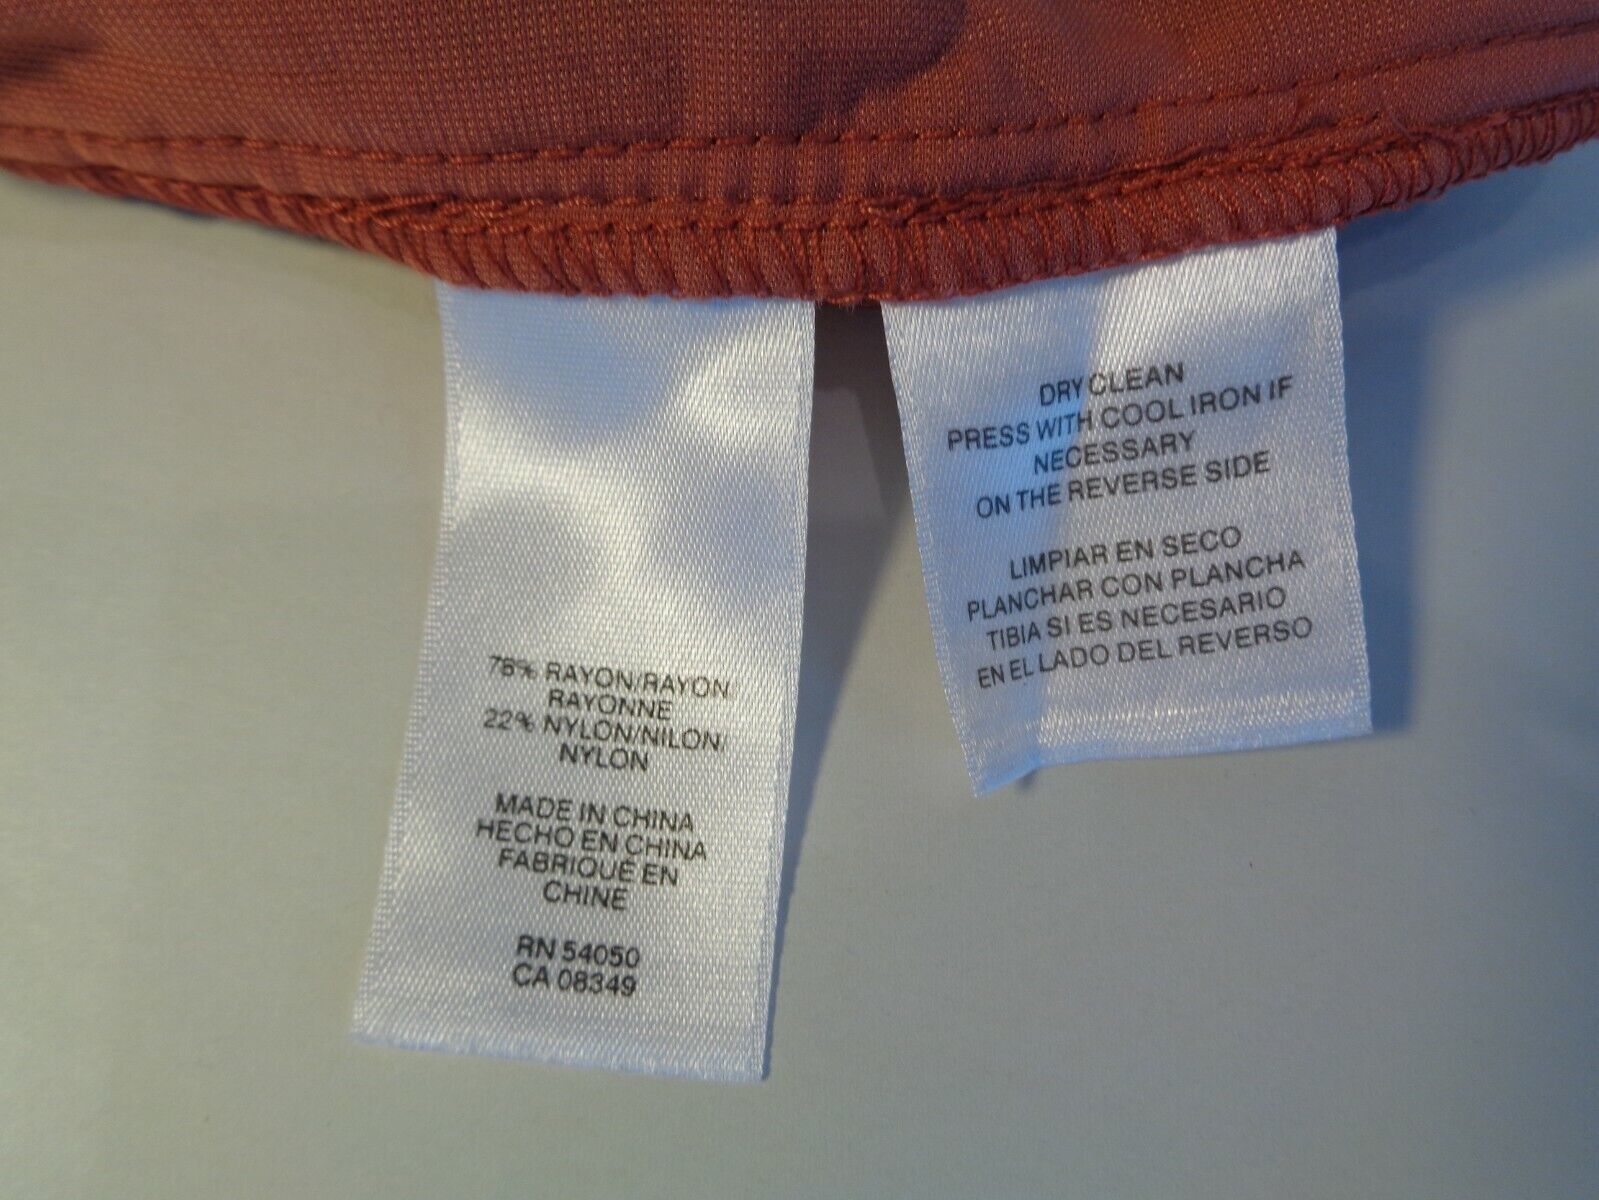 78% RAYON/RAYON/
RAYONNE
22% NYLON/NILON/
NYLON
MADE IN CHINA
HECHO EN CHINA
FABRIQUÉ EN
CHINE
RN 54050
CA 08349
DRY CLEAN
PRESS WITH COOL IRON IF
NECESSARY
ON THE REVERSE SIDE
LIMPIAR EN SECO
PLANCHAR CON PLANCHA
TIBIA SI ES NECESARIO
EN EL LADO DEL REVERSO